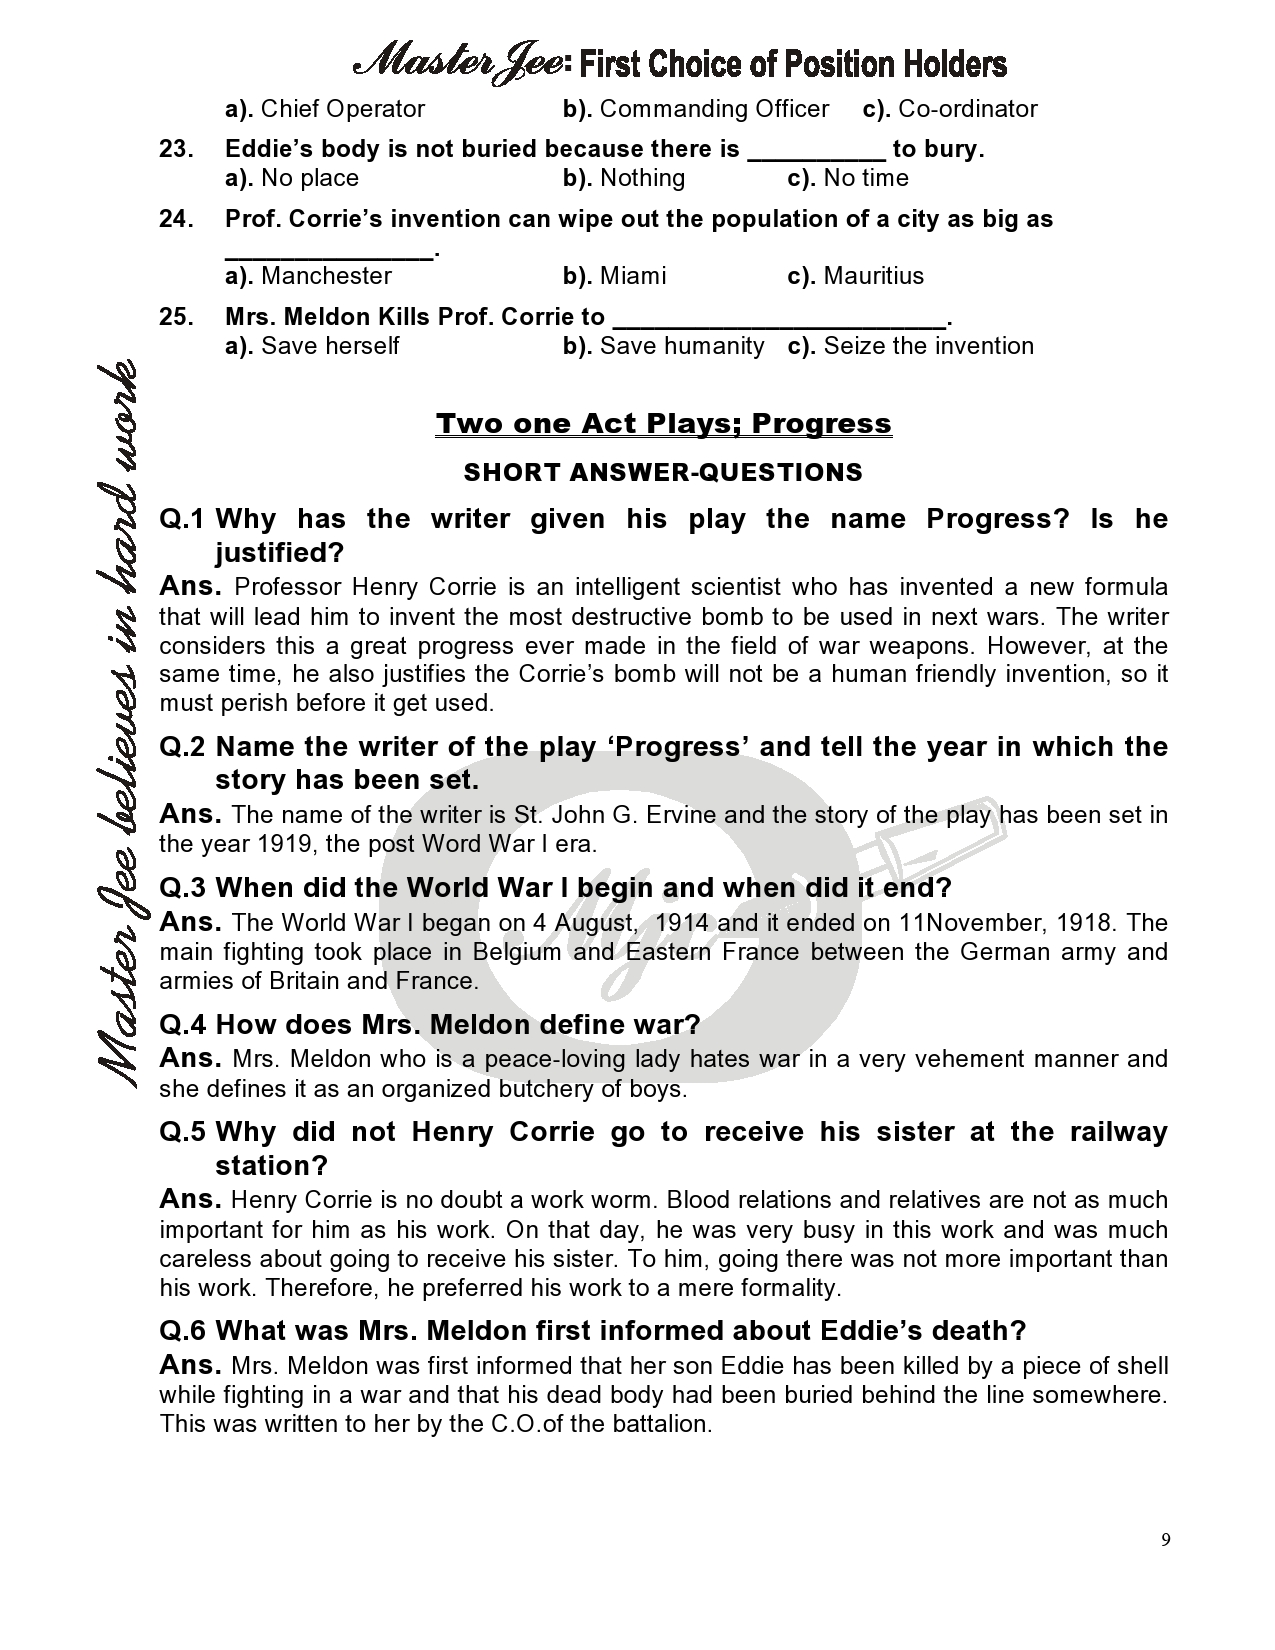 Master Jee: First Choice of Position Holders
a). Chief Operator b). Commanding Officer c). Co-ordinator
23. Eddie’s body is not buried because there is __________ to bury.
a). No place b). Nothing c). No time
24. Prof. Corrie’s invention can wipe out the population of a city as big as
_______________.
a). Manchester b). Miami c). Mauritius
25. Mrs. Meldon Kills Prof. Corrie to ________________________.
a). Save herself b). Save humanity c). Seize the invention
Master Jee believes in hard work
Two one Act Plays; Progress
SHORT ANSWER-QUESTIONS
Q.1 Why has the writer given his play the name Progress? Is he
justified?
Ans. Professor Henry Corrie is an intelligent scientist who has invented a new formula
that will lead him to invent the most destructive bomb to be used in next wars. The writer
considers this a great progress ever made in the field of war weapons. However, at the
same time, he also justifies the Corrie’s bomb will not be a human friendly invention, so it
must perish before it get used.
Q.2 Name the writer of the play ‘Progress’ and tell the year in which the
story has been set.
Ans. The name of the writer is St. John G. Ervine and the story of the play has been set in
the year 1919, the post Word War I era.
Q.3 When did the World War I begin and when did it end?
Ans. The World War I began on 4 August, 1914 and it ended on 11November, 1918. The
main fighting took place in Belgium and Eastern France between the German army and
armies of Britain and France.
Q.4 How does Mrs. Meldon define war?
Ans. Mrs. Meldon who is a peace-loving lady hates war in a very vehement manner and
she defines it as an organized butchery of boys.
Q.5 Why did not Henry Corrie go to receive his sister at the railway
station?
Ans. Henry Corrie is no doubt a work worm. Blood relations and relatives are not as much
important for him as his work. On that day, he was very busy in this work and was much
careless about going to receive his sister. To him, going there was not more important than
his work. Therefore, he preferred his work to a mere formality.
Q.6 What was Mrs. Meldon first informed about Eddie’s death?
Ans. Mrs. Meldon was first informed that her son Eddie has been killed by a piece of shell
while fighting in a war and that his dead body had been buried behind the line somewhere.
This was written to her by the C.O.of the battalion.
9